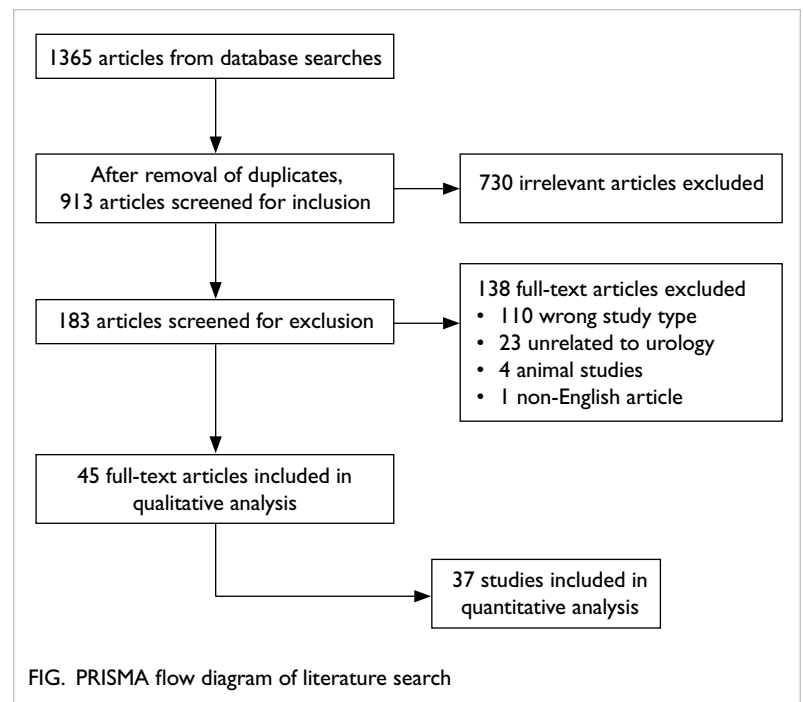 1365 articles from database searches
After removal of duplicates,
913 articles screened for inclusion
730 irrelevant articles excluded
183 articles screened for exclusion
138 full-text articles excluded
• 110 wrong study type
• 23 unrelated to urology
• 4 animal studies
• 1 non-English article
45 full-text articles included in
qualitative analysis
37 studies included in
quantitative analysis
FIG. PRISMA flow diagram of literature search